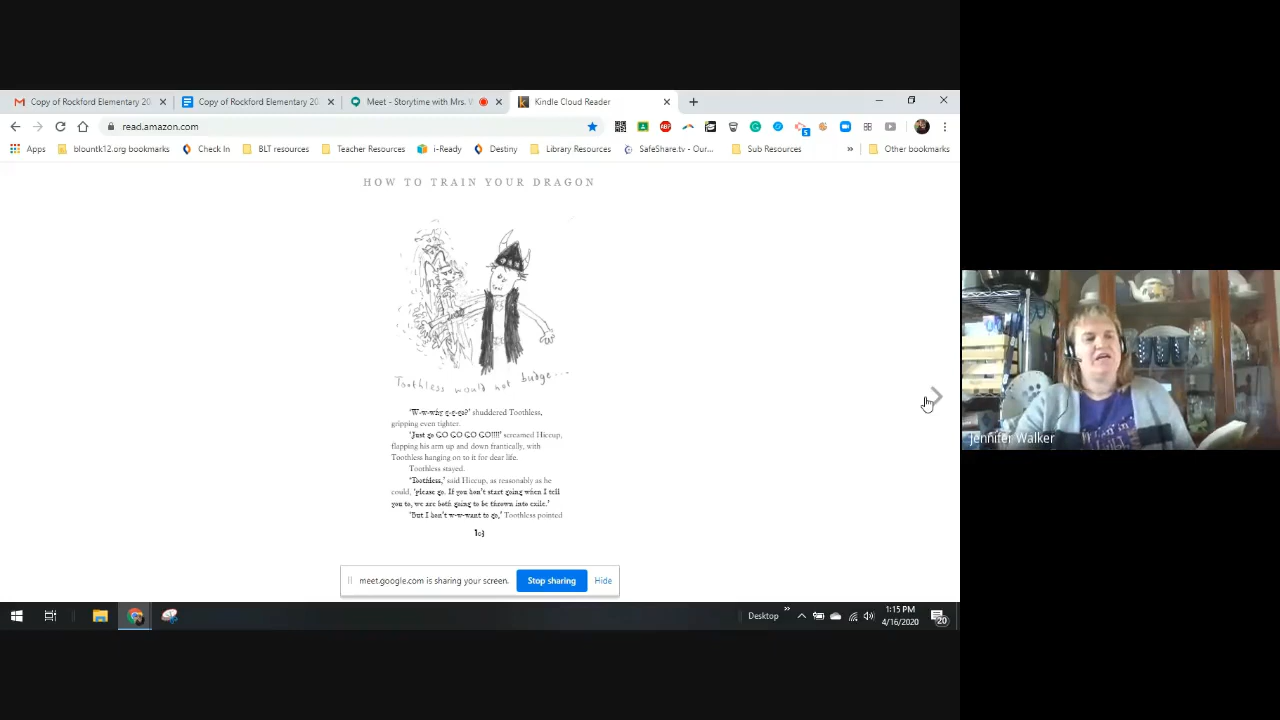 Copy of Rockford Elementary 20
Copy of Rockford Elementary 20
Meet - Storytime with Mrs. W
Kindle Cloud Reader
read.amazon.com
5
Apps
blountk12.org bookmarks
Check In
BLT resources
Teacher Resources
i-Ready
Destiny
Library Resources
SafeShare.tv - Our...
Sub Resources
»
Other bookmarks
HOW TO TRAIN YOUR DRAGON
Toothless would not budge...
'W-w-why g-g-go?' shuddered Toothless,
gripping even tighter.
'Just go GO GO GO GO!!!!' screamed Hiccup,
flapping his arm up and down frantically, with
Toothless hanging on to it for dear life.
Toothless stayed.
'Toothless,' said Hiccup, as reasonably as he
could, 'please go. If you don't start going when I tell
you to, we are both going to be thrown into exile.'
'But I don't w-w-want to go,' Toothless pointed
103
meet.google.com is sharing your screen.
Stop sharing
Hide
Jennifer Walker
Desktop
»
1:15 PM
4/16/2020
20